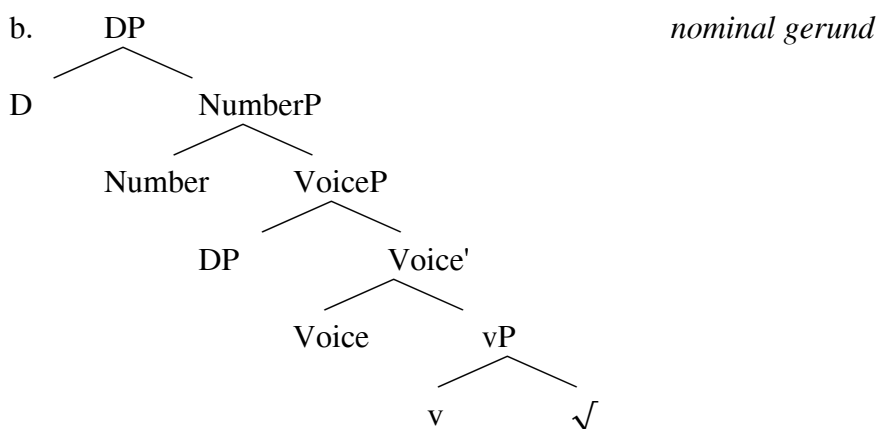 b. DP nominal gerund
D NumberP
Number VoiceP
DP Voice'
Voice vP
v √